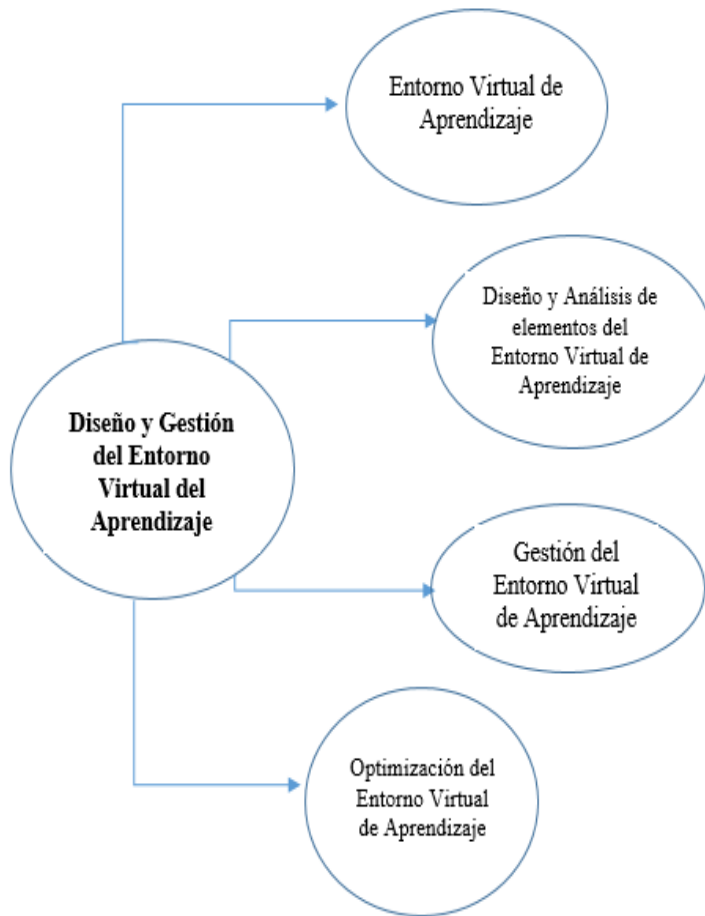 Entorno Virtual de
Aprendizaje
Diseño y Análisis de
elementos del
Entorno Virtual de
Aprendizaje
Diseño y Gestión
del Entorno
Virtual del
Aprendizaje
Gestión del
Entorno Virtual
de Aprendizaje
Optimización del
Entorno Virtual
de Aprendizaje